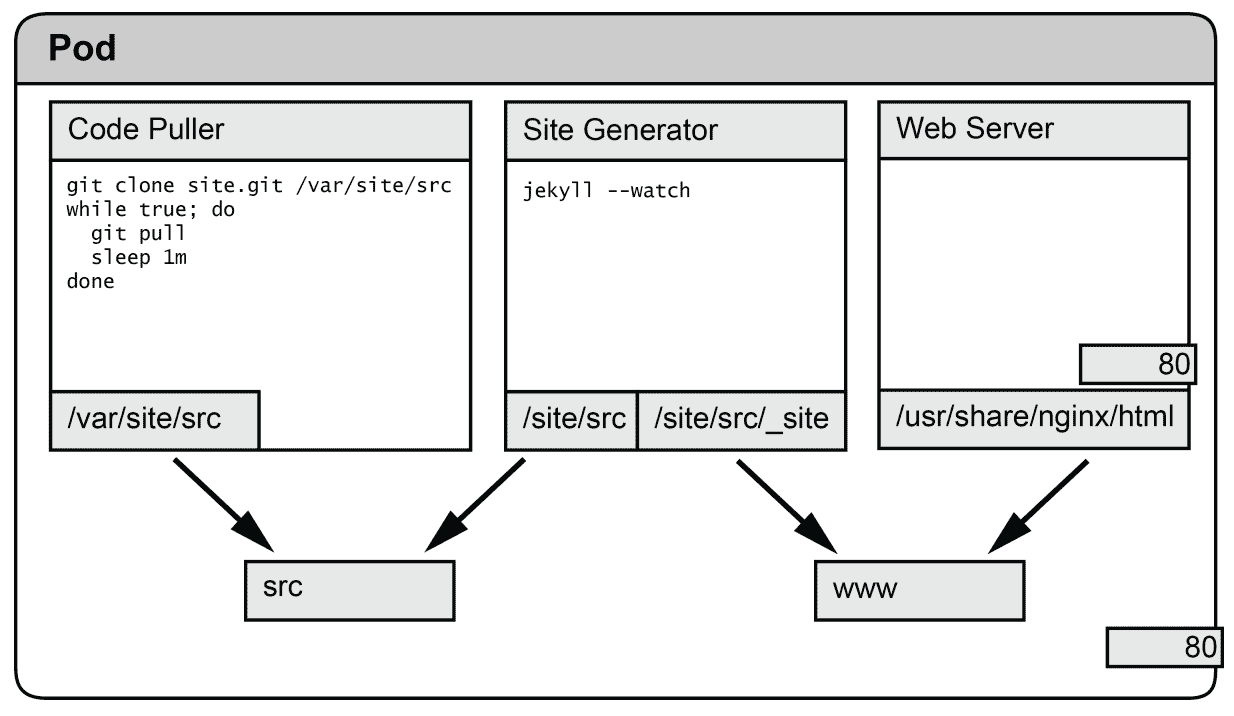 Pod
Code Puller
git clone site.git /var/site/src
while true; do
  git pull
  sleep 1m
done
/var/site/src
Site Generator
jekyll --watch
/site/src
/site/src/_site
Web Server
80
/usr/share/nginx/html
src
www
80